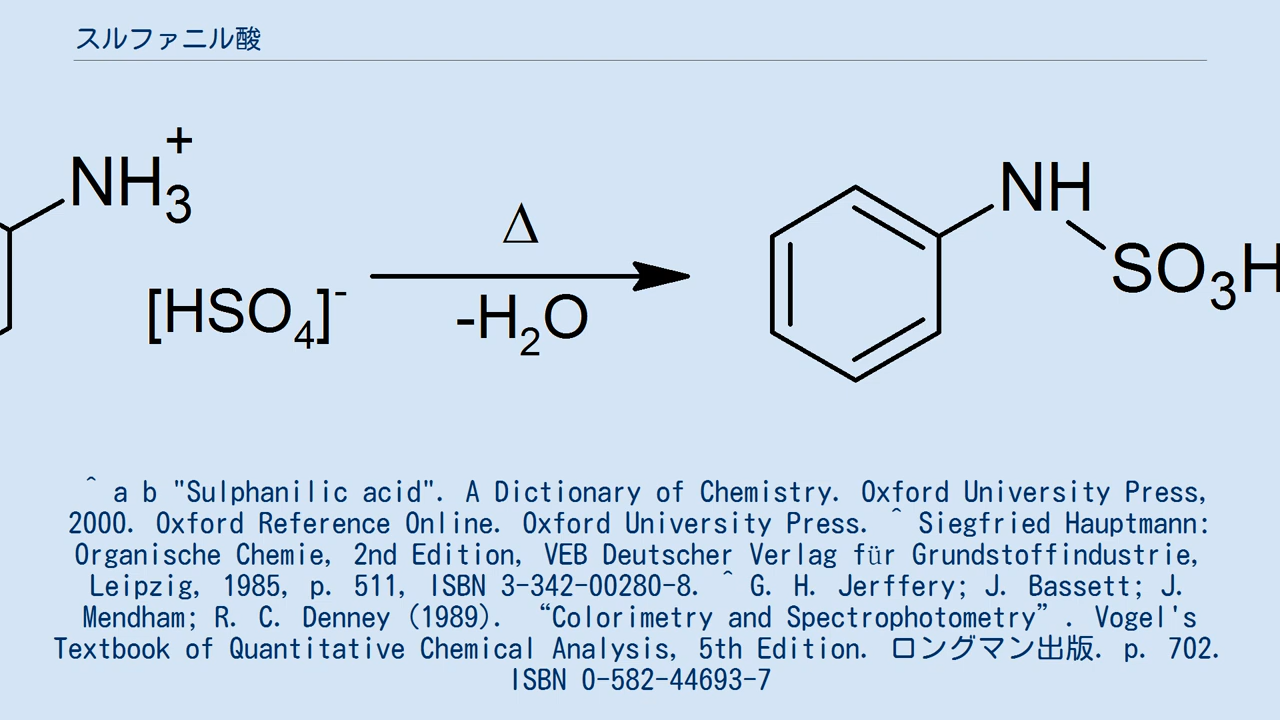 スルファニル酸
NH3+
[HSO4]-
Δ
-H2O
NH
SO3H
^ a b "Sulphanilic acid". A Dictionary of Chemistry. Oxford University Press,
2000. Oxford Reference Online. Oxford University Press. ^ Siegfried Hauptmann:
Organische Chemie, 2nd Edition, VEB Deutscher Verlag für Grundstoffindustrie,
Leipzig, 1985, p. 511, ISBN 3-342-00280-8. ^ G. H. Jerffery; J. Bassett; J.
Mendham; R. C. Denney (1989). “Colorimetry and Spectrophotometry”. Vogel's
Textbook of Quantitative Chemical Analysis, 5th Edition. ロングマン出版. p. 702.
ISBN 0-582-44693-7